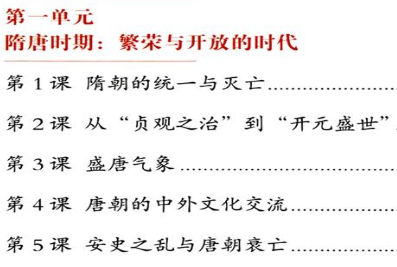 第一单元
隋唐时期：繁荣与开放的时代
第 1 课 隋朝的统一与灭亡....................
第 2 课 从“贞观之治”到“开元盛世”.
第 3 课 盛唐气象..................................
第 4 课 唐朝的中外文化交流................
第 5 课 安史之乱与唐朝衰亡................